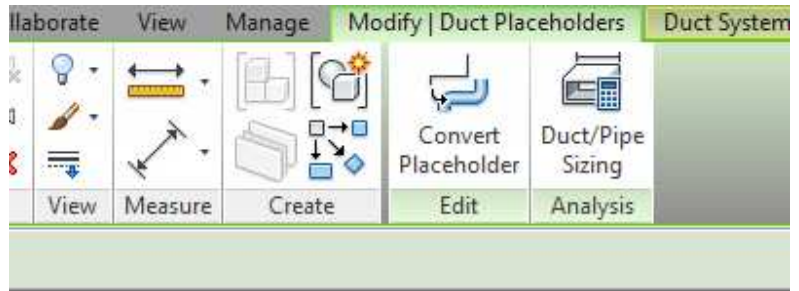 llaborate View Manage Modify | Duct Placeholders Duct System
Convert Placeholder Duct/Pipe Sizing
View Measure Create Edit Analysis